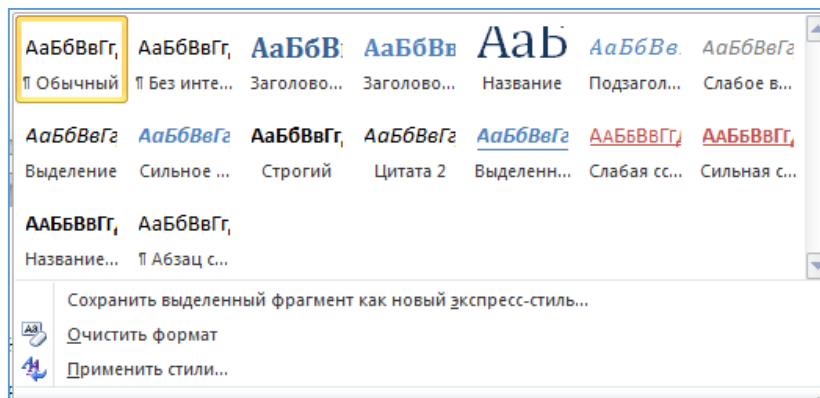 АаБбВвГг, АаБбВвГг, АаБбВ АаБбВв АаЬ АаБбВв. АаБбВвГг
¶ Обычный ¶ Без инте... Заголово... Заголово... Название Подзагол... Слабое в...
АаБбВвГг АаБбВвГг АаБбВвГг, АаБбВвГг АаБбВвГг ААББВВГГ, ААББВВГГ,
Выделение Сильное ... Строгий Цитата 2 Выделенн... Слабая сс... Сильная с...
ААББВВГГ, АаБбВвГг,
Название... ¶ Абзац с...
Сохранить выделенный фрагмент как новый экспресс-стиль...
Очистить формат
Применить стили...